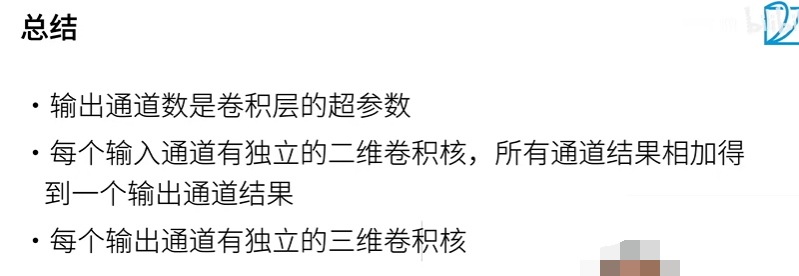 总结
·输出通道数是卷积层的超参数
·每个输入通道有独立的二维卷积核，所有通道结果相加得
到一个输出通道结果
·每个输出通道有独立的三维卷积核